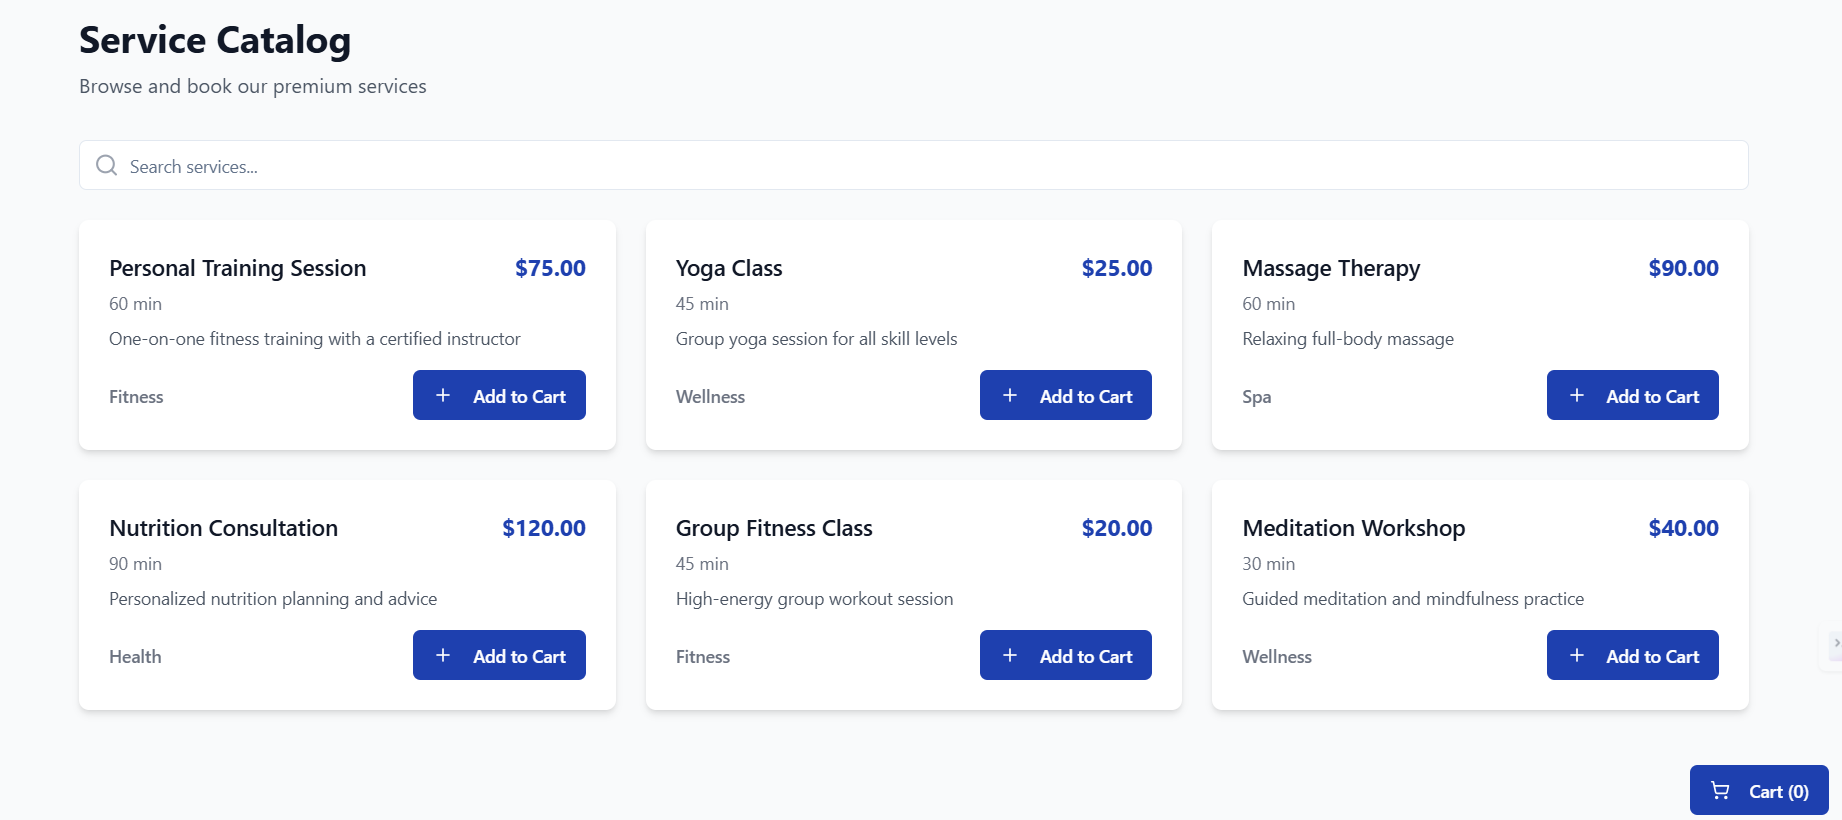 Service Catalog
Browse and book our premium services
Search services...
Personal Training Session
$75.00
60 min
One-on-one fitness training with a certified instructor
Fitness
Add to Cart
Yoga Class
$25.00
45 min
Group yoga session for all skill levels
Wellness
Add to Cart
Massage Therapy
$90.00
60 min
Relaxing full-body massage
Spa
Add to Cart
Nutrition Consultation
$120.00
90 min
Personalized nutrition planning and advice
Health
Add to Cart
Group Fitness Class
$20.00
45 min
High-energy group workout session
Fitness
Add to Cart
Meditation Workshop
$40.00
30 min
Guided meditation and mindfulness practice
Wellness
Add to Cart
Cart (0)